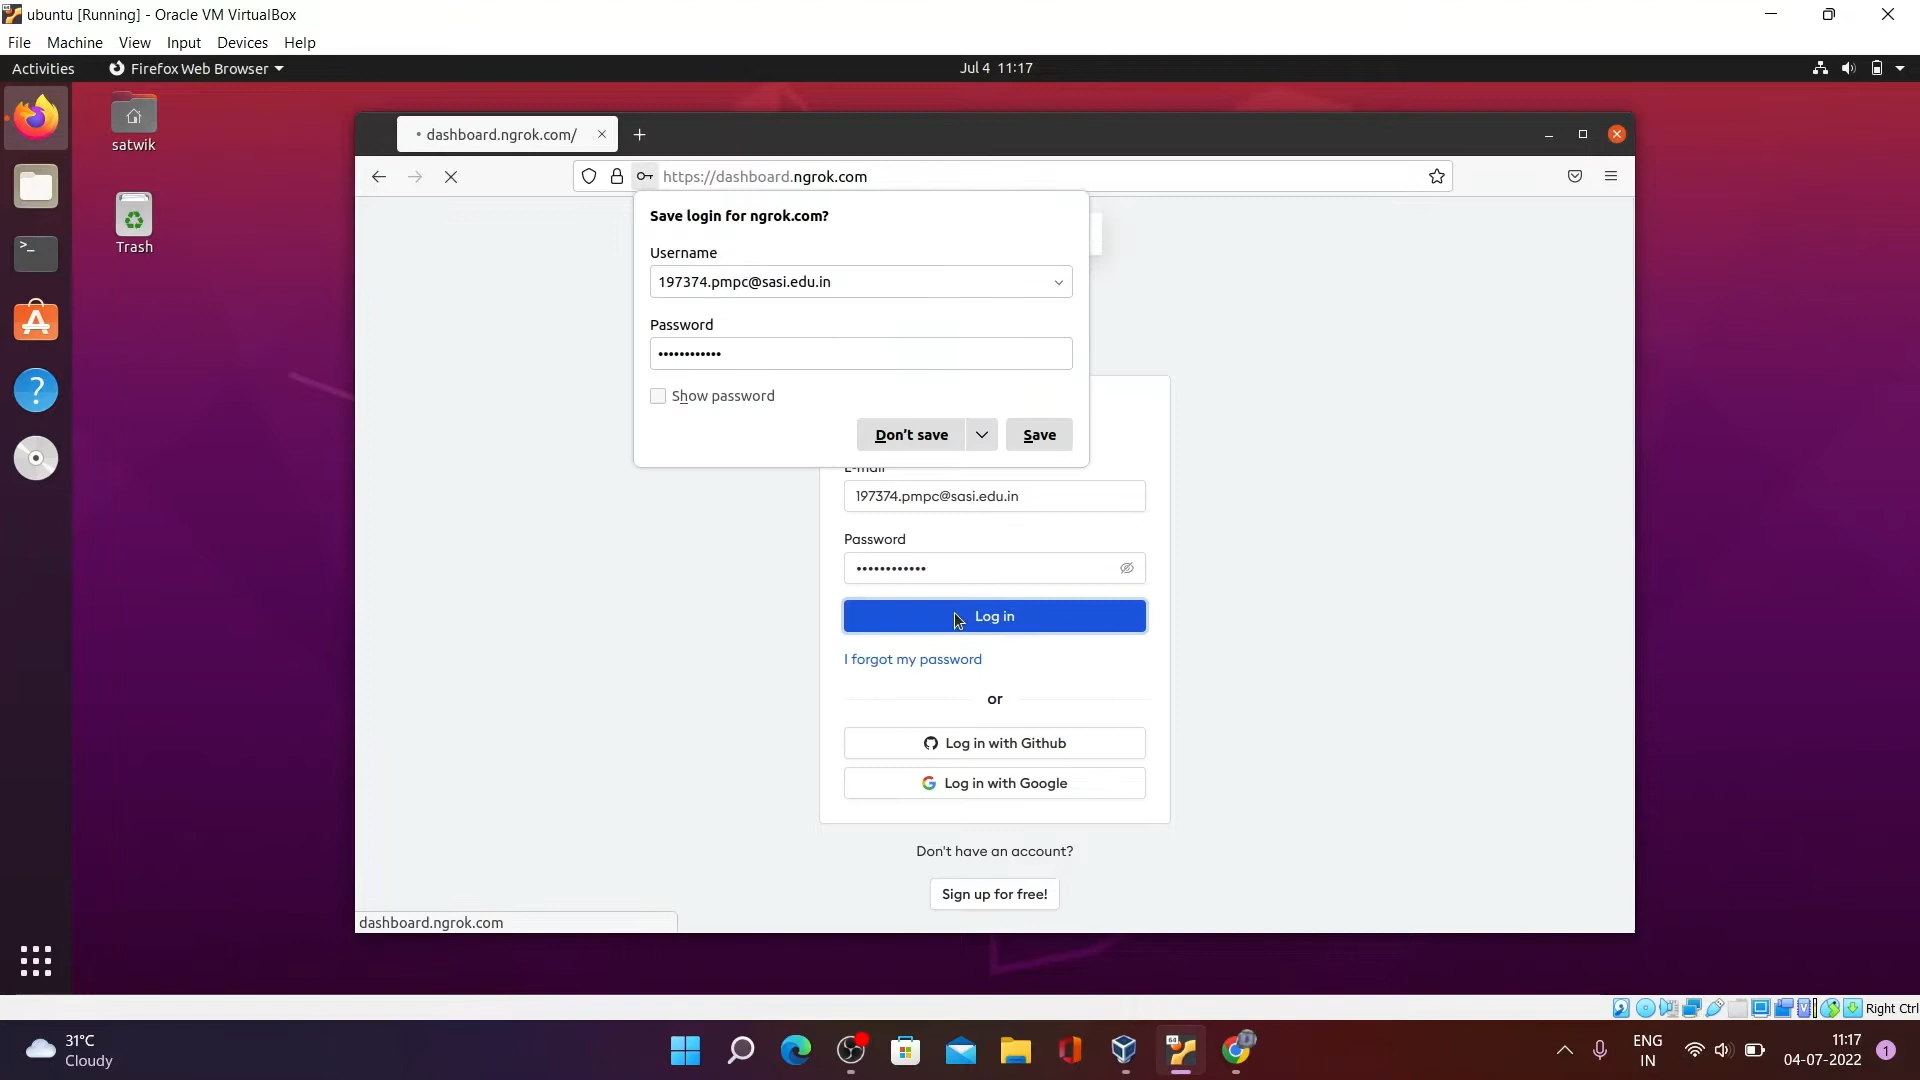 ubuntu [Running] - Oracle VM VirtualBox
File Machine View Input Devices Help
Activities Firefox Web Browser Jul 4 11:17
satwik
Trash
dashboard.ngrok.com/
https://dashboard.ngrok.com
Save login for ngrok.com?
Username
197374.pmpc@sasi.edu.in
Password
••••••••••••
Show password
Don't save Save
E-mail
197374.pmpc@sasi.edu.in
Password
••••••••••••
Log in
I forgot my password
or
Log in with Github
Log in with Google
Don't have an account?
Sign up for free!
dashboard.ngrok.com
Right Ctrl
31°C
Cloudy
ENG
IN
11:17
04-07-2022
1